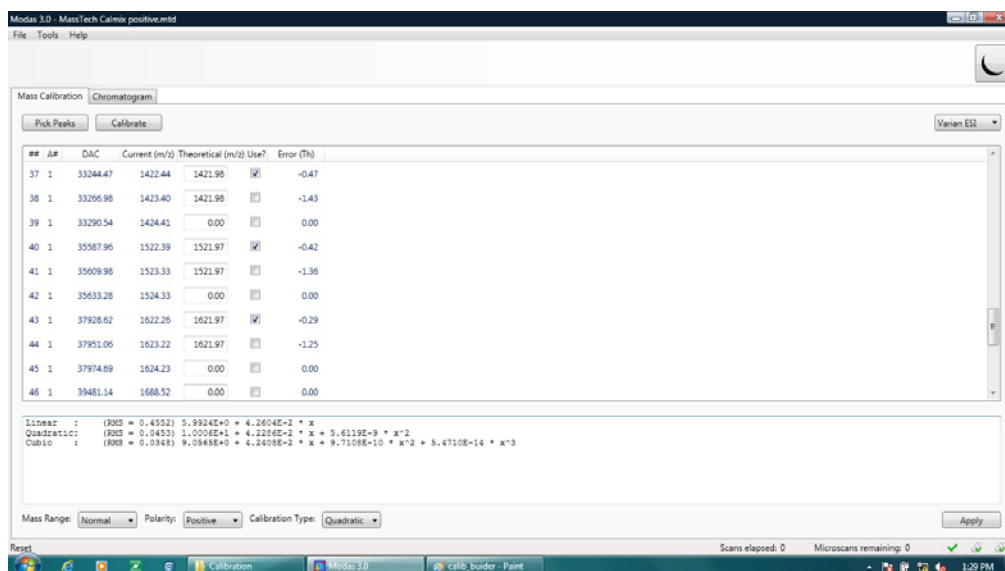 Modas 3.0 - MassTech Calmix positive.mtd
File Tools Help
Mass Calibration Chromatogram
Pick Peaks Calibrate Varian ESI
## A# DAC Current (m/z) Theoretical (m/z) Use? Error (Th)
37 1 33244.47 1422.44 1421.98 -0.47
38 1 33266.98 1423.40 1421.98 -1.43
39 1 33290.54 1424.41 0.00 0.00
40 1 35587.96 1522.39 1521.97 -0.42
41 1 35609.98 1523.33 1521.97 -1.36
42 1 35633.28 1524.33 0.00 0.00
43 1 37928.62 1622.26 1621.97 -0.29
44 1 37951.06 1623.22 1621.97 -1.25
45 1 37974.69 1624.23 0.00 0.00
46 1 39481.14 1688.52 0.00 0.00
Linear : (RMS = 0.4552) 5.9924E+0 + 4.2604E-2 * x
Quadratic: (RMS = 0.0453) 1.0006E+1 + 4.2286E-2 * x + 5.6119E-9 * x^2
Cubic : (RMS = 0.0348) 9.0565E+0 + 4.2408E-2 * x + 9.7108E-10 * x^2 + 5.4710E-14 * x^3
Mass Range: Normal Polarity: Positive Calibration Type: Quadratic Apply
Reset Scans elapsed: 0 Microscans remaining: 0
Calibration Modas 3.0 calib buider - Paint 1:29 PM